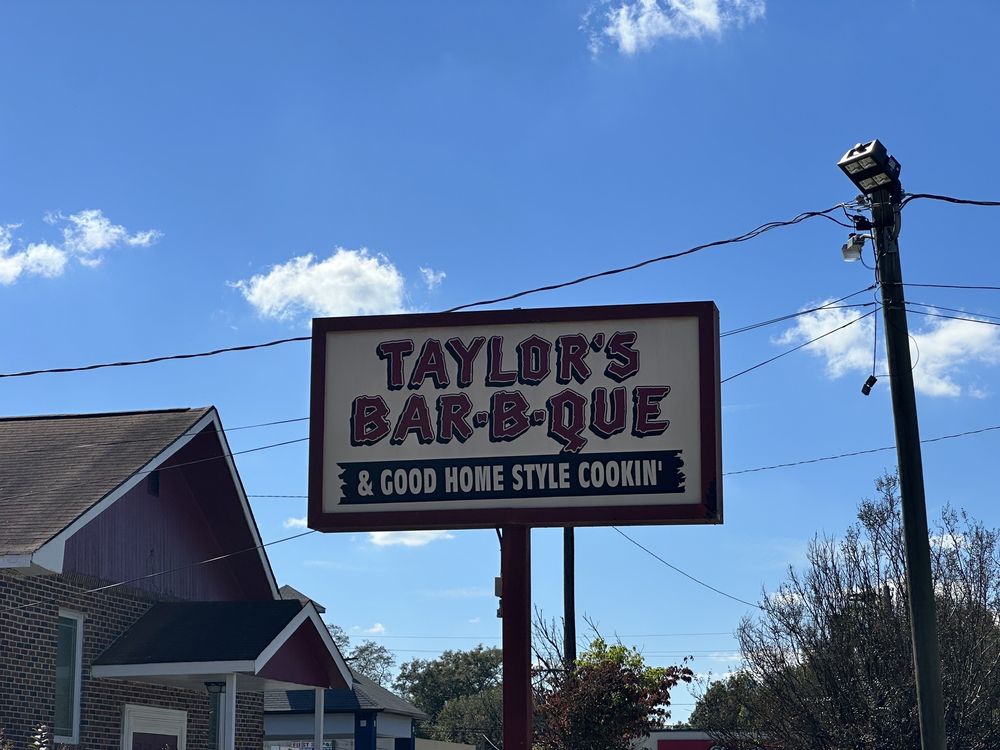 TAYLOR'S
BAR-B-QUE
& GOOD HOME STYLE COOKIN'